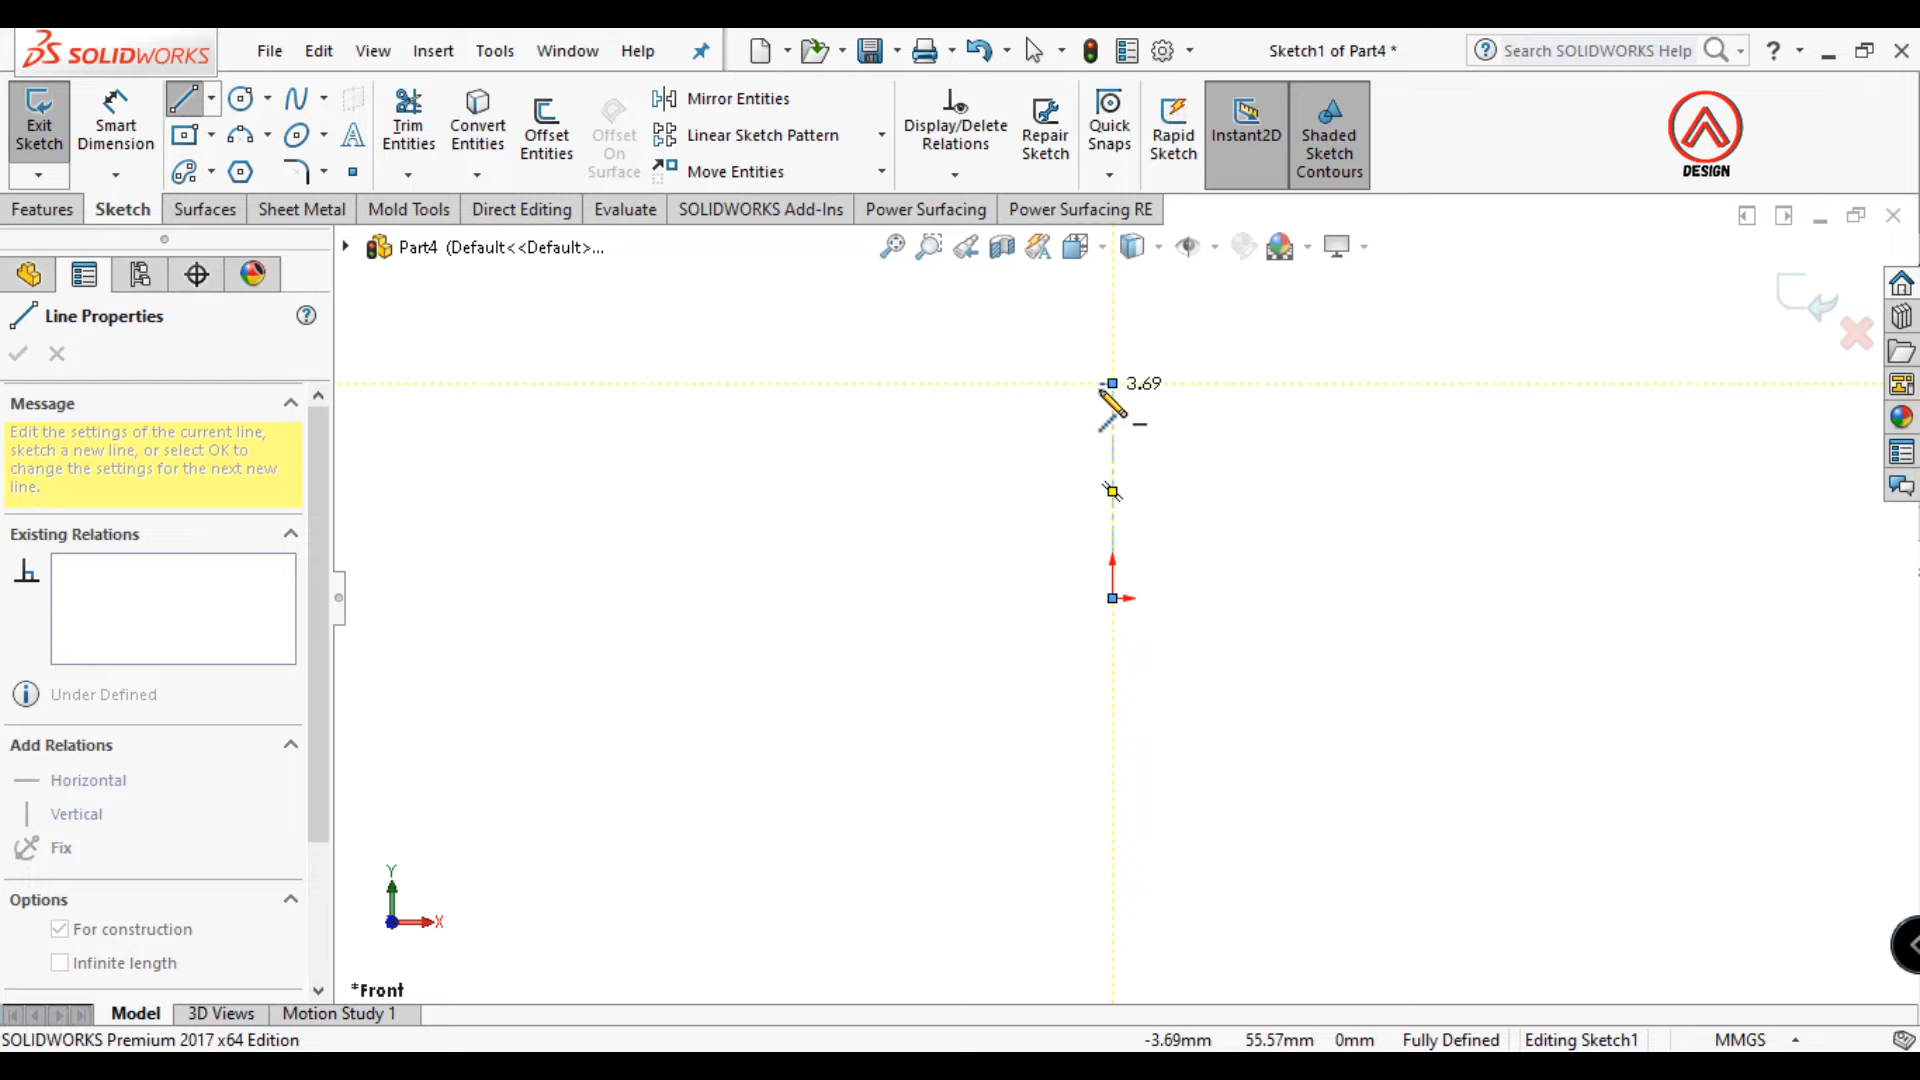 DS SOLIDWORKS
File Edit View Insert Tools Window Help
Sketch1 of Part4 *
Search SOLIDWORKS Help
?
Exit Sketch
Smart Dimension
Trim Entities
Convert Entities
Offset Entities
Offset On Surface
Mirror Entities
Linear Sketch Pattern
Move Entities
Display/Delete Relations
Repair Sketch
Quick Snaps
Rapid Sketch
Instant2D
Shaded Sketch Contours
DESIGN
Features Sketch Surfaces Sheet Metal Mold Tools Direct Editing Evaluate SOLIDWORKS Add-Ins Power Surfacing Power Surfacing RE
Part4 (Default<<Default>...
Line Properties
?
Message
Edit the settings of the current line,
sketch a new line, or select OK to
change the settings for the next new
line.
Existing Relations
Under Defined
Add Relations
Horizontal
Vertical
Fix
Options
For construction
Infinite length
3.69
Y
X
*Front
Model 3D Views Motion Study 1
SOLIDWORKS Premium 2017 x64 Edition
-3.69mm 55.57mm 0mm Fully Defined Editing Sketch1 MMGS